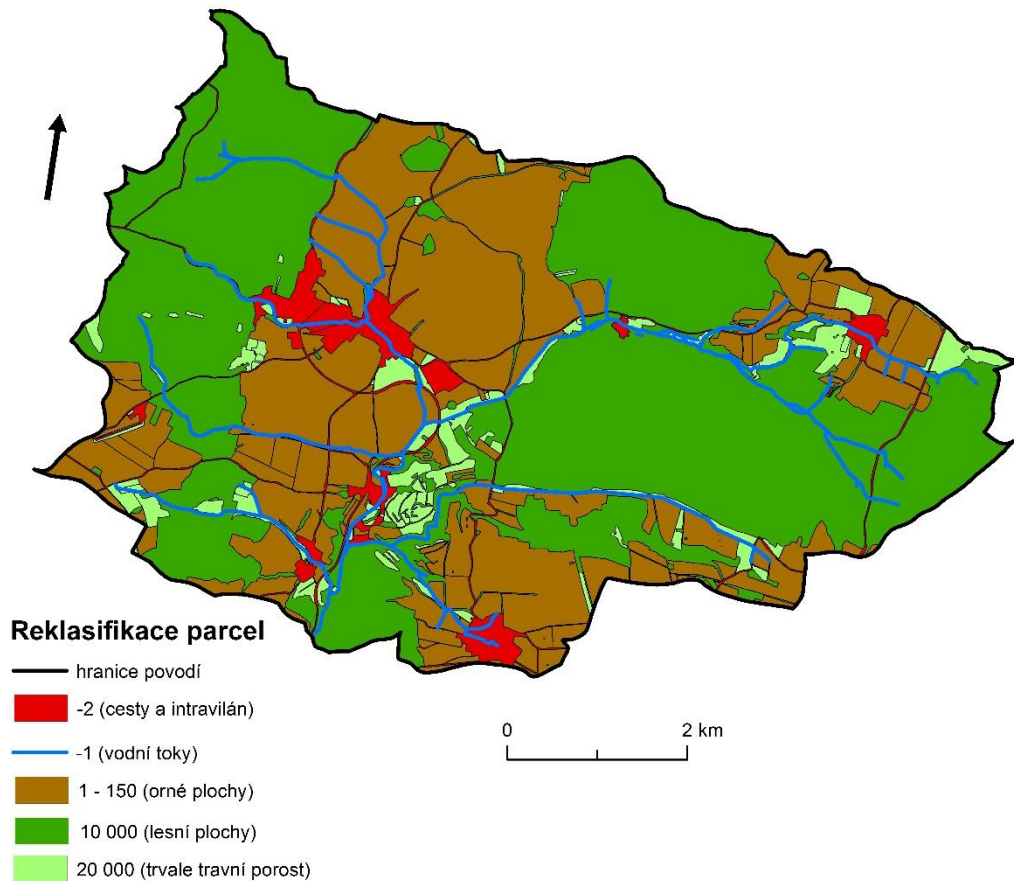 Reklasifikace parcel
hranice povodí
-2 (cesty a intravilán)
-1 (vodní toky)
1 - 150 (orné plochy)
10 000 (lesní plochy)
20 000 (trvale travní porost)
0 2 km